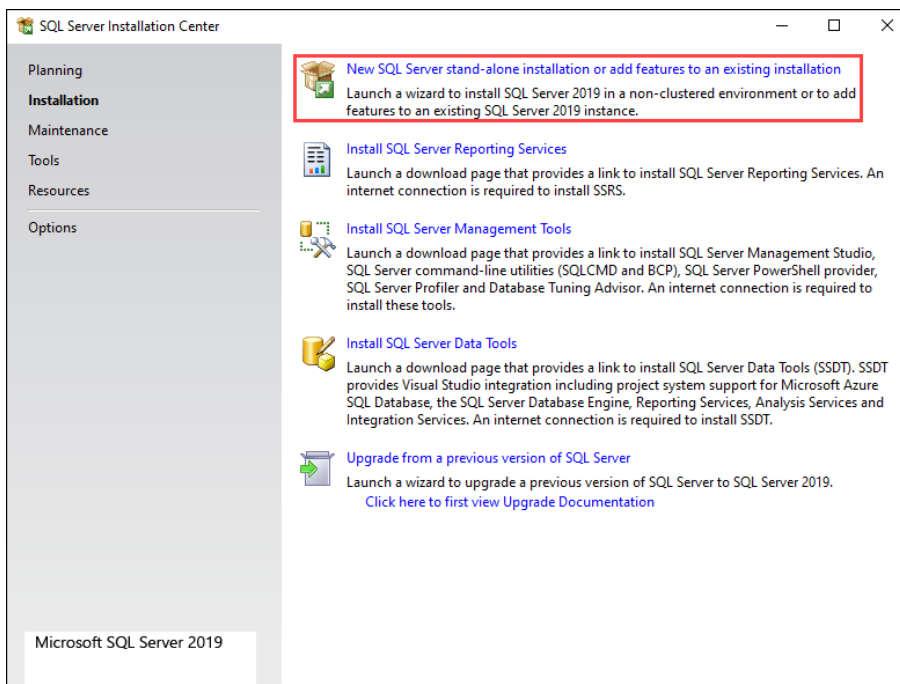 SQL Server Installation Center
Planning
Installation
Maintenance
Tools
Resources
Options
New SQL Server stand-alone installation or add features to an existing installation
Launch a wizard to install SQL Server 2019 in a non-clustered environment or to add
features to an existing SQL Server 2019 instance.
Install SQL Server Reporting Services
Launch a download page that provides a link to install SQL Server Reporting Services. An
internet connection is required to install SSRS.
Install SQL Server Management Tools
Launch a download page that provides a link to install SQL Server Management Studio,
SQL Server command-line utilities (SQLCMD and BCP), SQL Server PowerShell provider,
SQL Server Profiler and Database Tuning Advisor. An internet connection is required to
install these tools.
Install SQL Server Data Tools
Launch a download page that provides a link to install SQL Server Data Tools (SSDT). SSDT
provides Visual Studio integration including project system support for Microsoft Azure
SQL Database, the SQL Server Database Engine, Reporting Services, Analysis Services and
Integration Services. An internet connection is required to install SSDT.
Upgrade from a previous version of SQL Server
Launch a wizard to upgrade a previous version of SQL Server to SQL Server 2019.
Click here to first view Upgrade Documentation
Microsoft SQL Server 2019